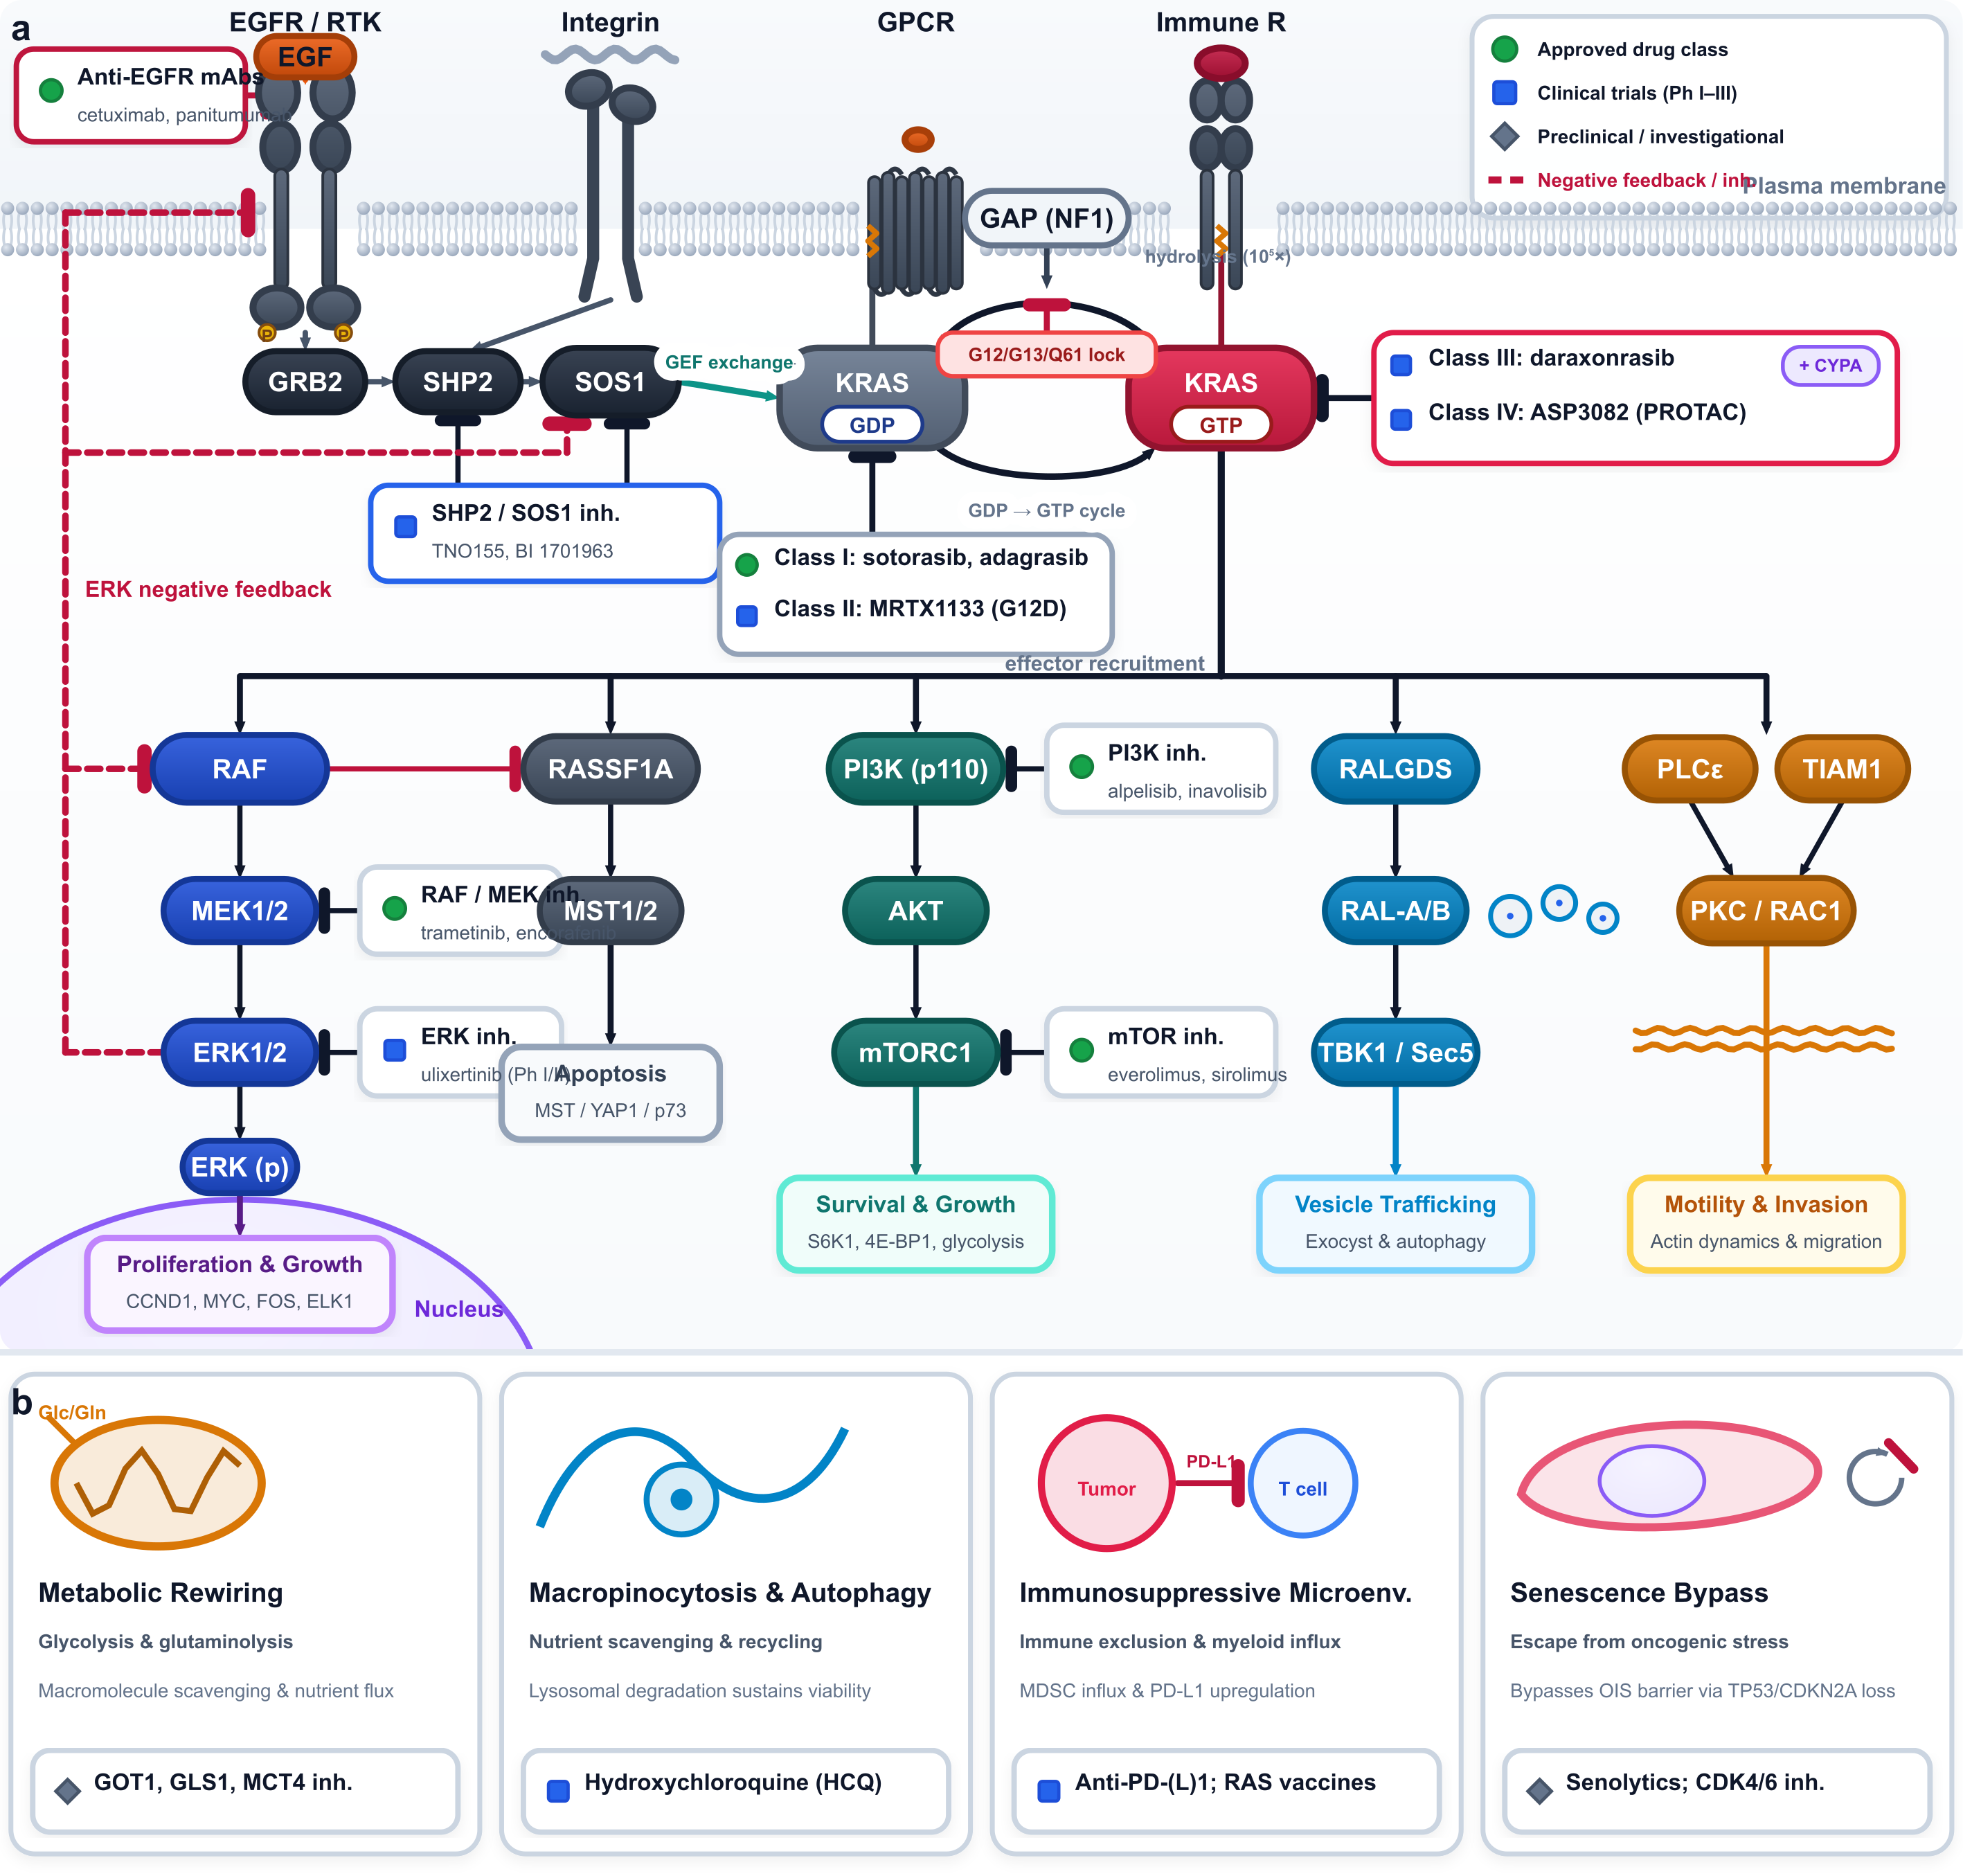 a
EGFR / RTK
Integrin
GPCR
Immune R
EGF
Anti-EGFR mAbs
cetuximab, panitumumab
Approved drug class
Clinical trials (Ph I–III)
Preclinical / investigational
Negative feedback / inh.
Plasma membrane
GAP (NF1)
hydrolysis (10⁵×)
P
P
GRB2
SHP2
SOS1
GEF exchange
KRAS
GDP
G12/G13/Q61 lock
KRAS
GTP
Class III: daraxonrasib
+ CYPA
Class IV: ASP3082 (PROTAC)
GDP → GTP cycle
SHP2 / SOS1 inh.
TNO155, BI 1701963
Class I: sotorasib, adagrasib
Class II: MRTX1133 (G12D)
ERK negative feedback
effector recruitment
RAF
RASSF1A
PI3K (p110)
PI3K inh.
alpelisib, inavolisib
RALGDS
PLCε
TIAM1
MEK1/2
RAF / MEK inh.
trametinib, encorafenib
MST1/2
AKT
RAL-A/B
PKC / RAC1
ERK1/2
ERK inh.
ulixertinib (Ph I/II)
Apoptosis
MST / YAP1 / p73
mTORC1
mTOR inh.
everolimus, sirolimus
TBK1 / Sec5
ERK (p)
Proliferation & Growth
CCND1, MYC, FOS, ELK1
Nucleus
Survival & Growth
S6K1, 4E-BP1, glycolysis
Vesicle Trafficking
Exocyst & autophagy
Motility & Invasion
Actin dynamics & migration
b
Glc/Gln
Metabolic Rewiring
Glycolysis & glutaminolysis
Macromolecule scavenging & nutrient flux
GOT1, GLS1, MCT4 inh.
Macropinocytosis & Autophagy
Nutrient scavenging & recycling
Lysosomal degradation sustains viability
Hydroxychloroquine (HCQ)
Tumor
PD-L1
T cell
Immunosuppressive Microenv.
Immune exclusion & myeloid influx
MDSC influx & PD-L1 upregulation
Anti-PD-(L)1; RAS vaccines
Senescence Bypass
Escape from oncogenic stress
Bypasses OIS barrier via TP53/CDKN2A loss
Senolytics; CDK4/6 inh.